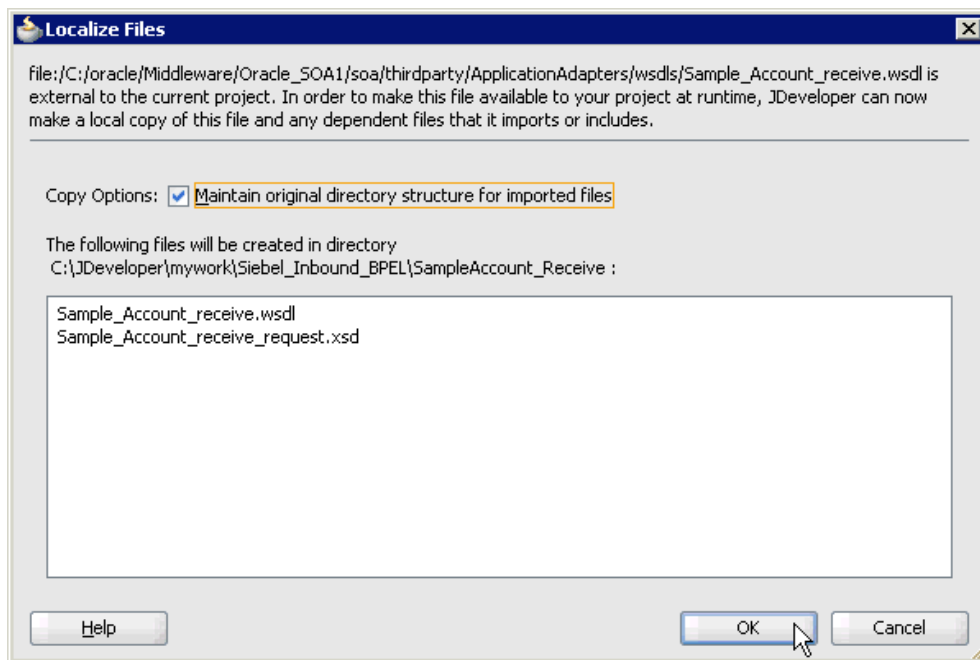 Localize Files
file:/C:/oracle/Middleware/Oracle_SOA1/soa/thirdparty/ApplicationAdapters/wsdls/Sample_Account_receive.wsdl is
external to the current project. In order to make this file available to your project at runtime, JDeveloper can now
make a local copy of this file and any dependent files that it imports or includes.
Copy Options: Maintain original directory structure for imported files
The following files will be created in directory
C:\JDeveloper\mywork\Siebel_Inbound_BPEL\SampleAccount_Receive :
Sample_Account_receive.wsdl
Sample_Account_receive_request.xsd
Help OK Cancel